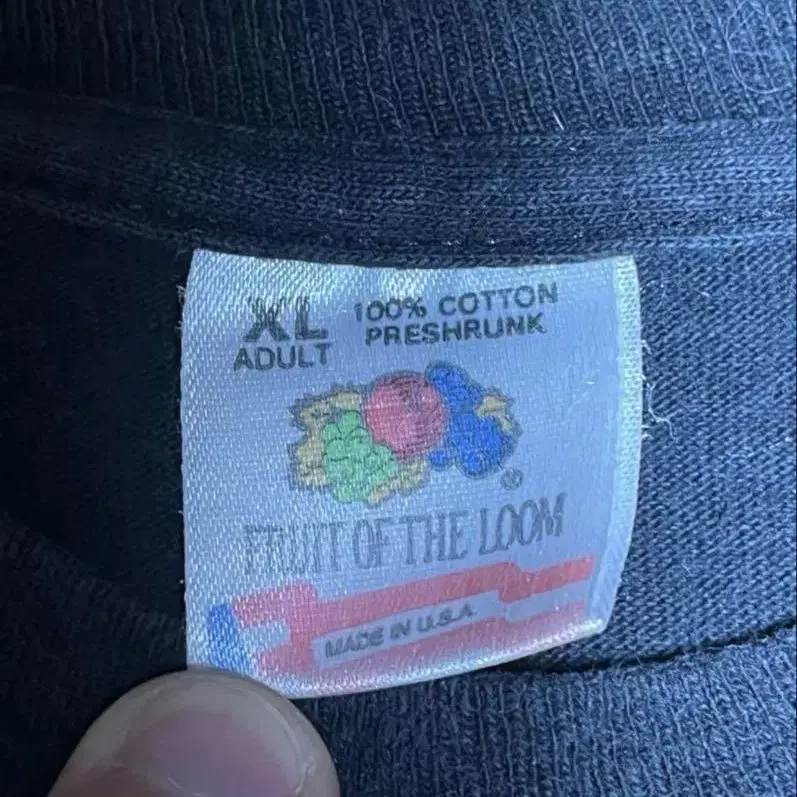 XL 100% COTTON
ADULT PRESHRUNK
®
FRUIT OF THE LOOM
MADE IN U.S.A.